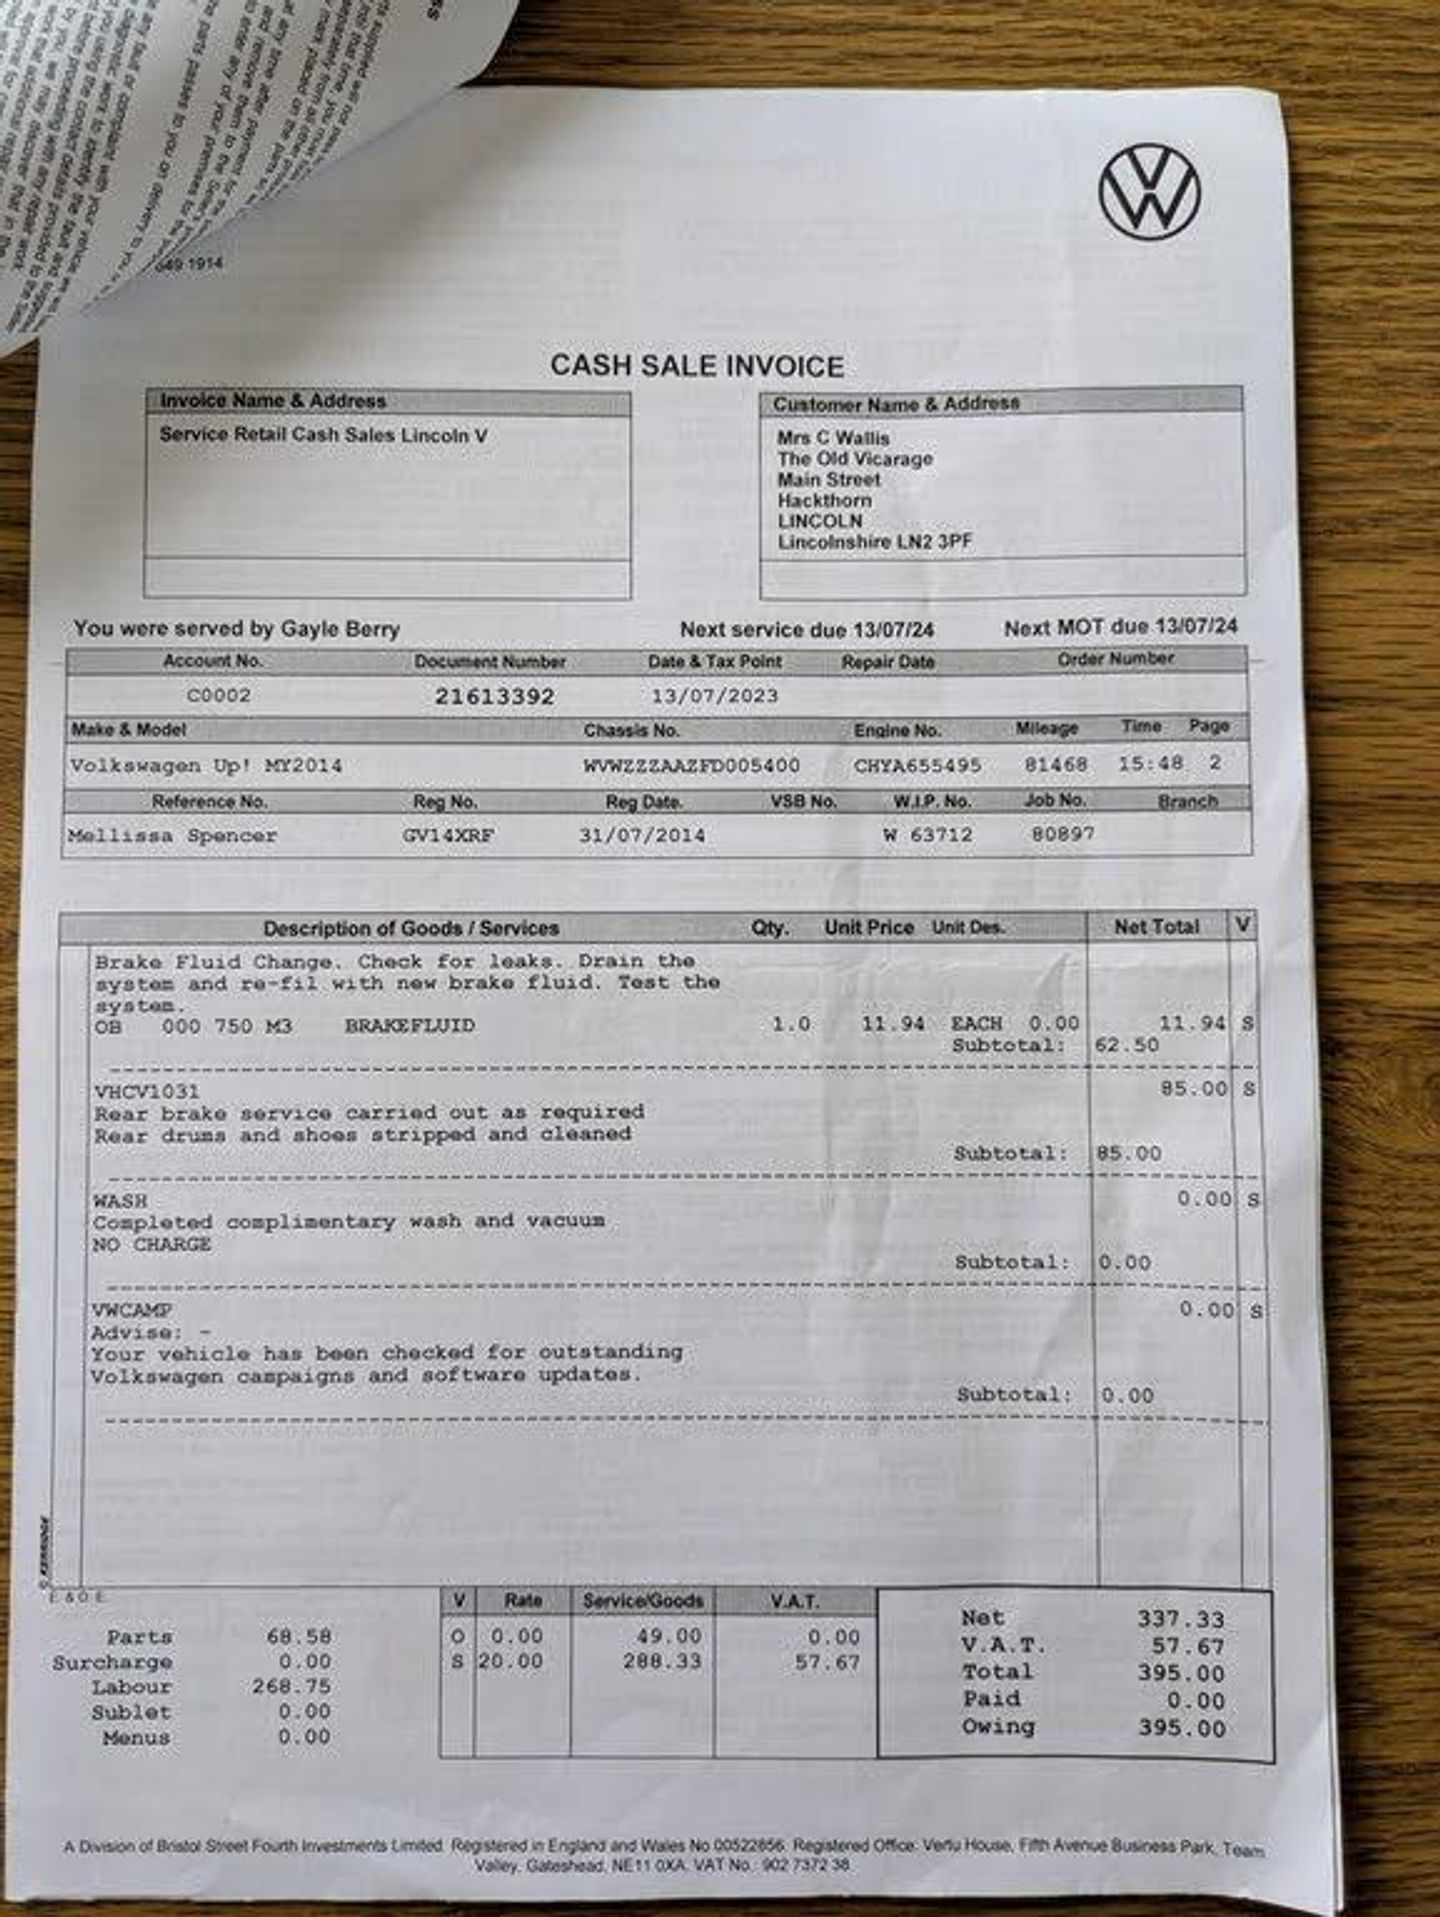 649 1914
CASH SALE INVOICE
Invoice Name & Address
Service Retail Cash Sales Lincoln V
Customer Name & Address
Mrs C Wallis
The Old Vicarage
Main Street
Hackthorn
LINCOLN
Lincolnshire LN2 3PF
You were served by Gayle Berry Next service due 13/07/24 Next MOT due 13/07/24
Account No. Document Number Date & Tax Point Repair Date Order Number
C0002 21613392 13/07/2023
Make & Model Chassis No. Engine No. Mileage Time Page
Volkswagen Up! MY2014 WVWZZZAAZFD005400 CHYA655495 81468 15:48 2
Reference No. Reg No. Reg Date. VSB No. W.I.P. No. Job No. Branch
Mellissa Spencer GV14XRF 31/07/2014 W 63712 80897
Description of Goods / Services Qty. Unit Price Unit Des. Net Total V
Brake Fluid Change. Check for leaks. Drain the
system and re-fil with new brake fluid. Test the
system.
OB 000 750 M3 BRAKEFLUID 1.0 11.94 EACH 0.00 11.94 S
Subtotal: 62.50
VHCV1031 85.00 S
Rear brake service carried out as required
Rear drums and shoes stripped and cleaned
Subtotal: 85.00
WASH 0.00 S
Completed complimentary wash and vacuum
NO CHARGE
Subtotal: 0.00
VWCAMP 0.00 S
Advise: -
Your vehicle has been checked for outstanding
Volkswagen campaigns and software updates.
Subtotal: 0.00
E & O E
V Rate Service/Goods V.A.T.
O 0.00 49.00 0.00
S 20.00 288.33 57.67
Parts 68.58
Surcharge 0.00
Labour 268.75
Sublet 0.00
Menus 0.00
Net 337.33
V.A.T. 57.67
Total 395.00
Paid 0.00
Owing 395.00
A Division of Bristol Street Fourth Investments Limited. Registered in England and Wales No 00522856. Registered Office: Vertu House, Fifth Avenue Business Park, Team
Valley, Gateshead, NE11 0XA. VAT No.: 902 7372 38